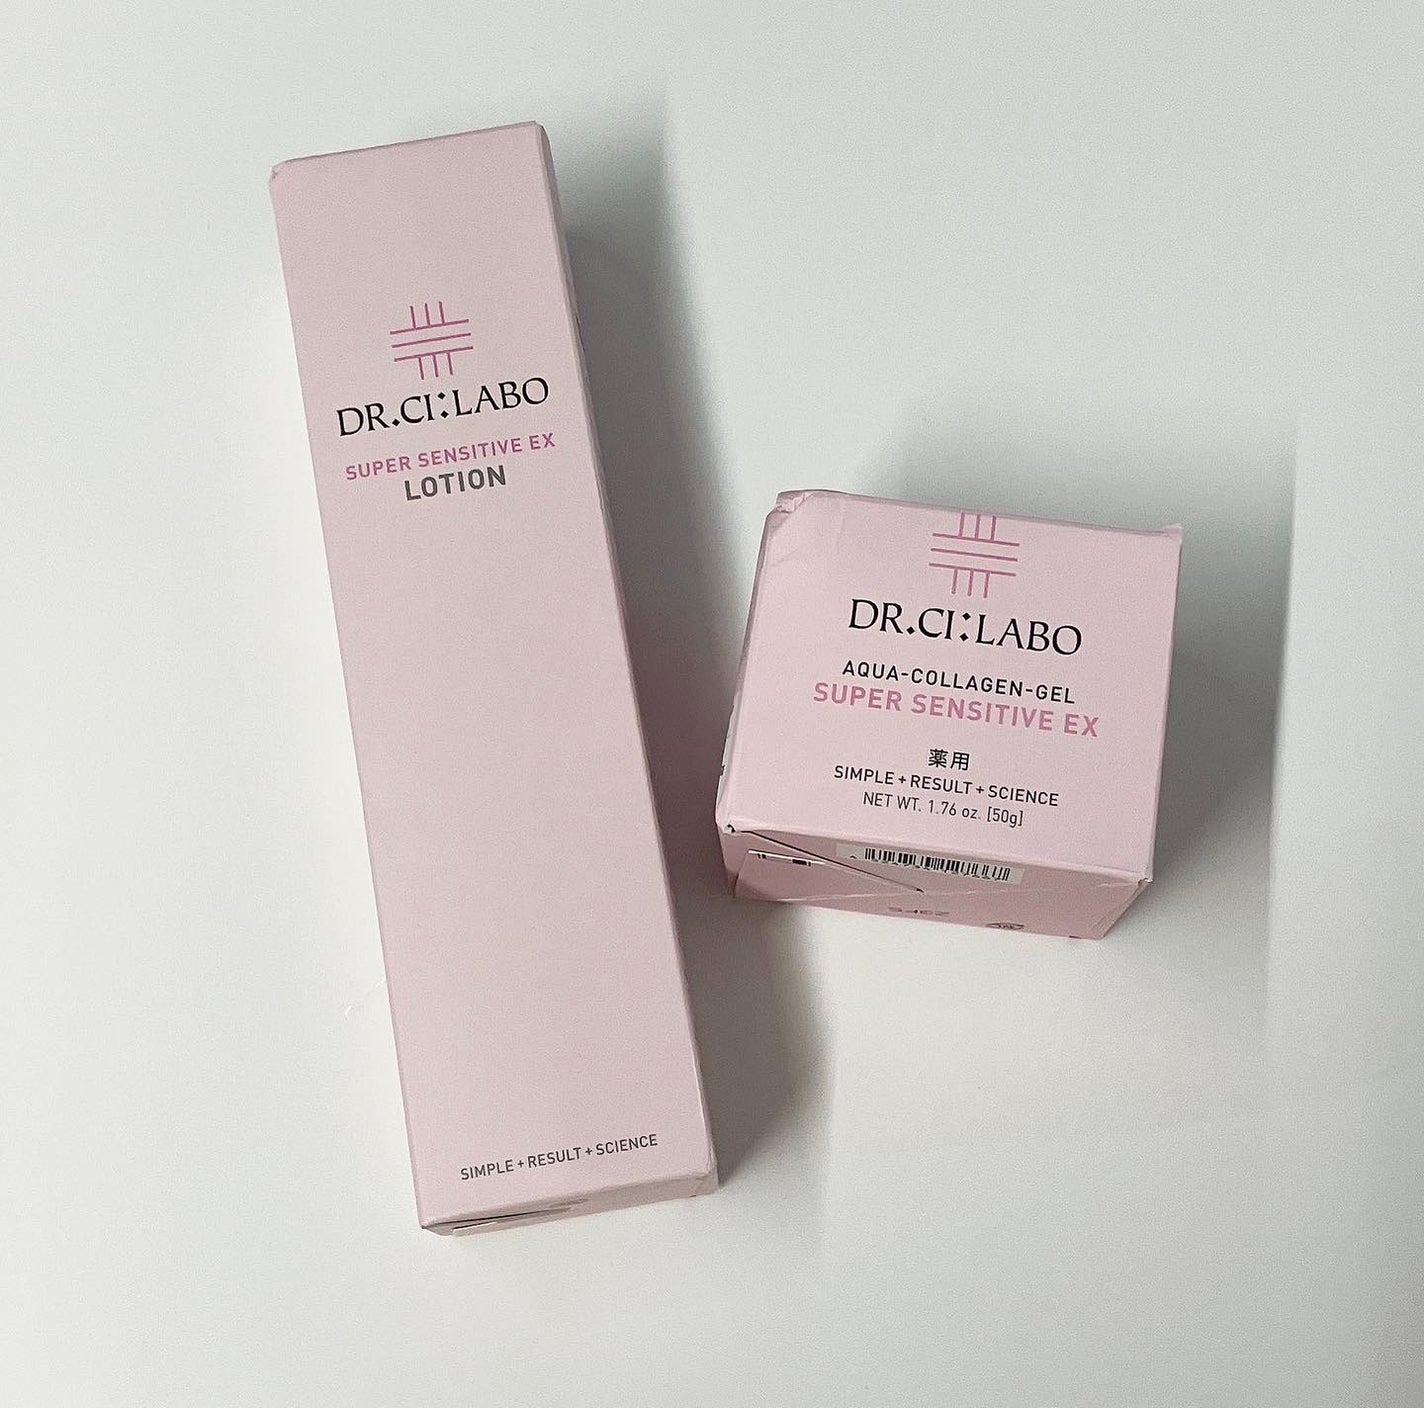 DR.CI:LABO
SUPER SENSITIVE EX
LOTION
SIMPLE+RESULT+SCIENCE
DR.CI:LABO
AQUA-COLLAGEN-GEL
SUPER SENSITIVE EX
薬用
SIMPLE+RESULT+SCIENCE
NET WT. 1.76 oz. [50g]